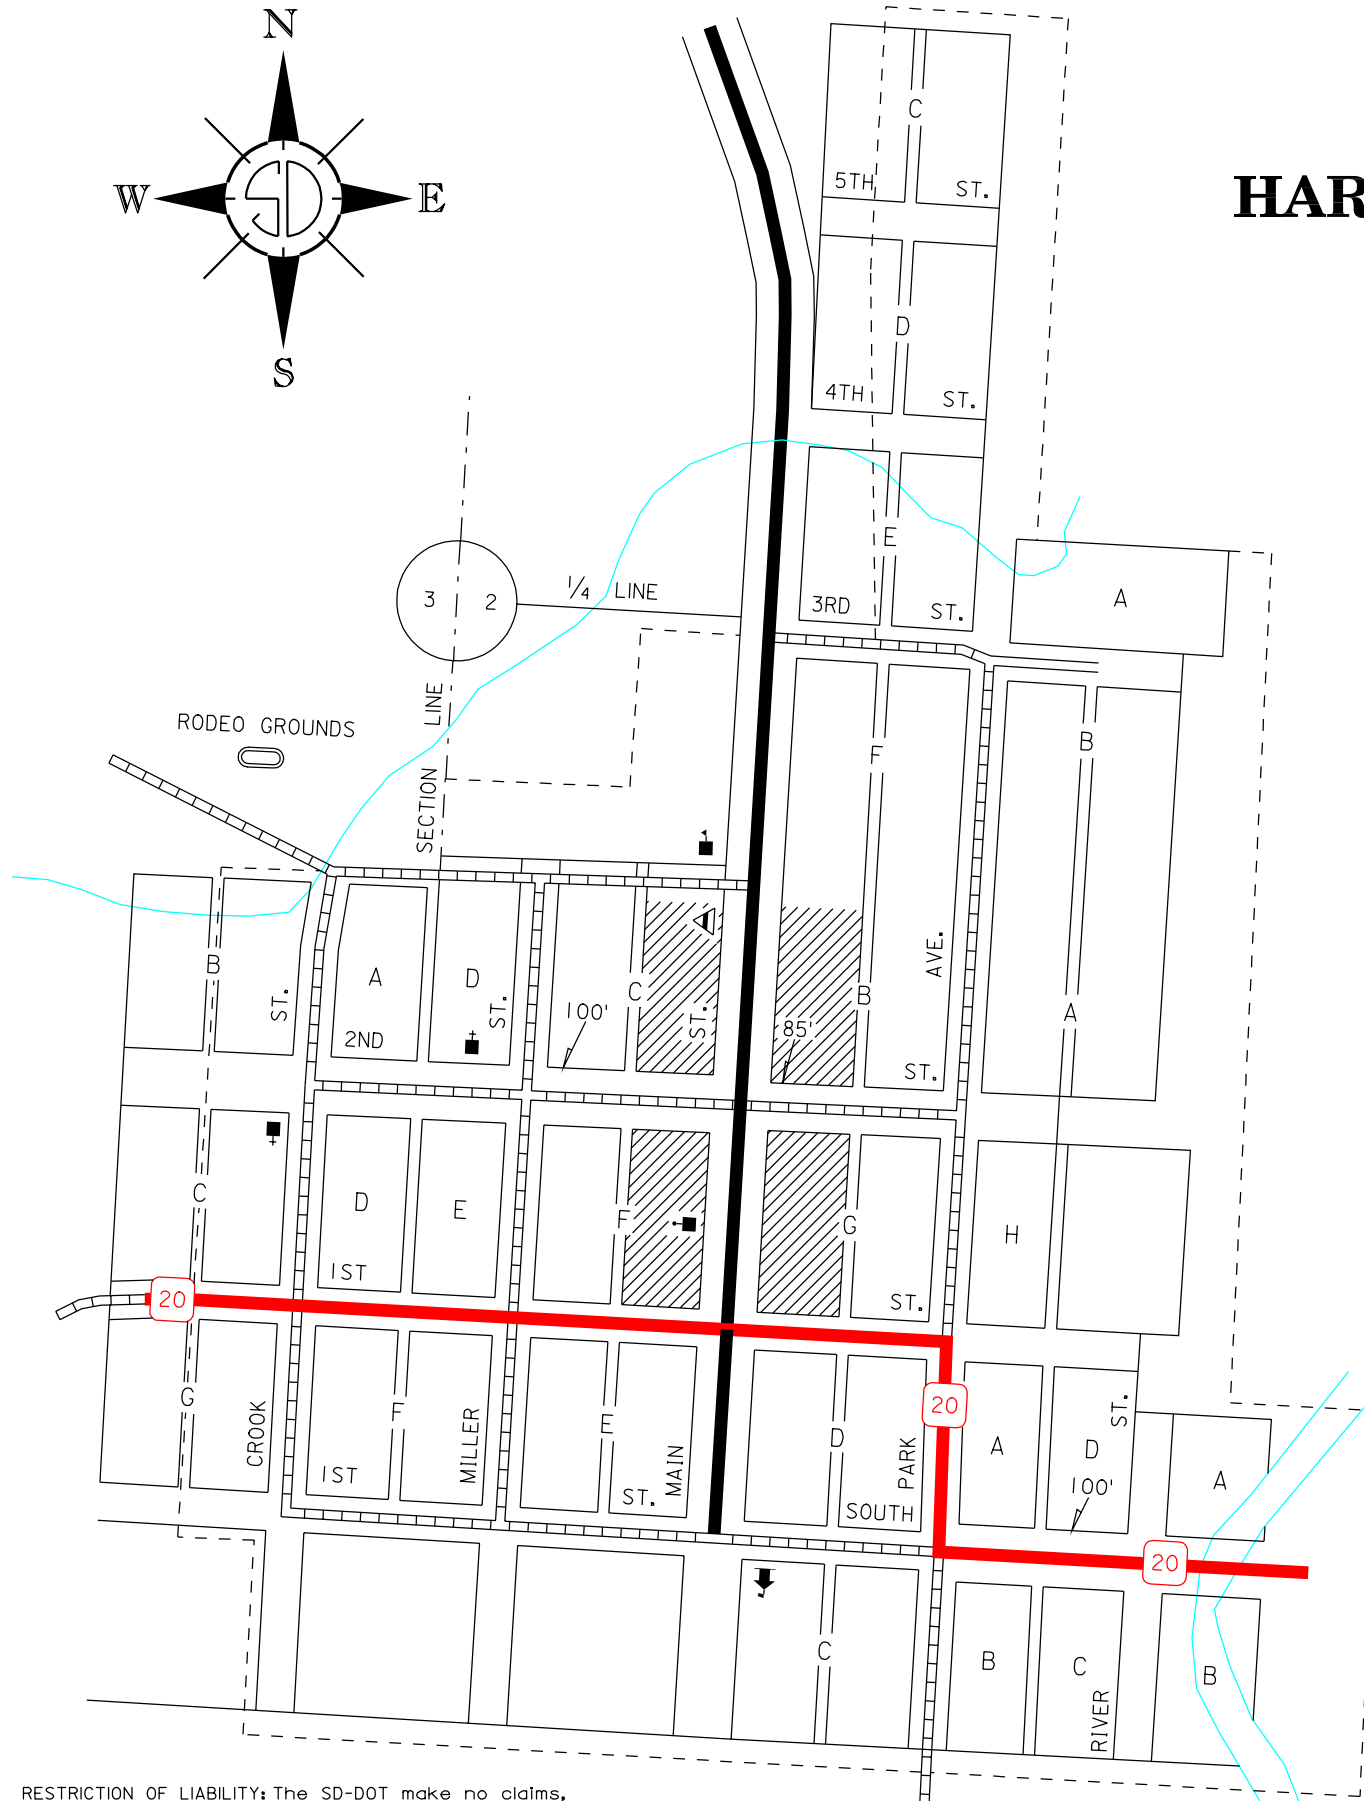 N
W
E
S
HAR
C
5TH ST.
D
4TH ST.
E
3RD ST.
3 2
1/4 LINE
A
SECTION LINE
RODEO GROUNDS
F
B
B
ST.
A
D
ST.
C
ST.
B
AVE.
A
2ND
100'
85'
ST.
C
D
E
F
G
H
1ST
ST.
20
20
G
CROOK
F
MILLER
E
MAIN
D
PARK
A
D
ST.
A
1ST
ST.
SOUTH
100'
20
C
B
C
RIVER
B
RESTRICTION OF LIABILITY: The SD-DOT make no claims,